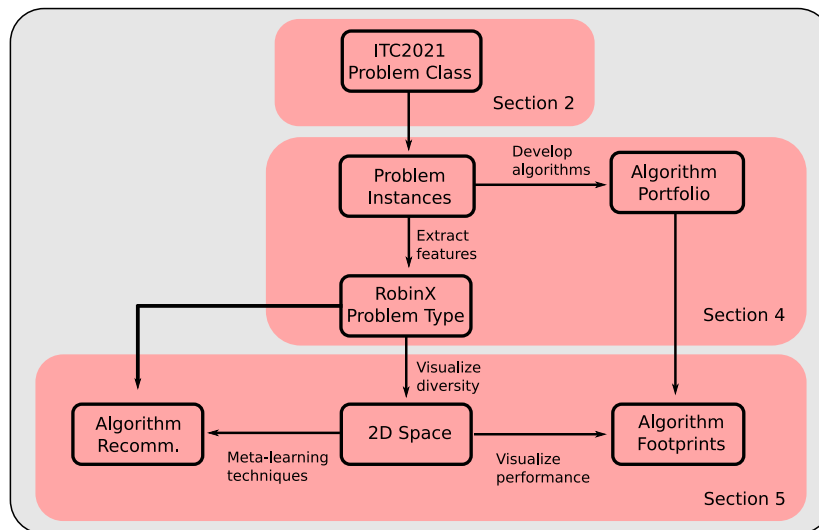 ITC2021
Problem Class
Section 2
Problem
Instances
Develop
algorithms
Algorithm
Portfolio
Extract
features
RobinX
Problem Type
Section 4
Visualize
diversity
Algorithm
Recomm.
Meta-learning
techniques
2D Space
Visualize
performance
Algorithm
Footprints
Section 5